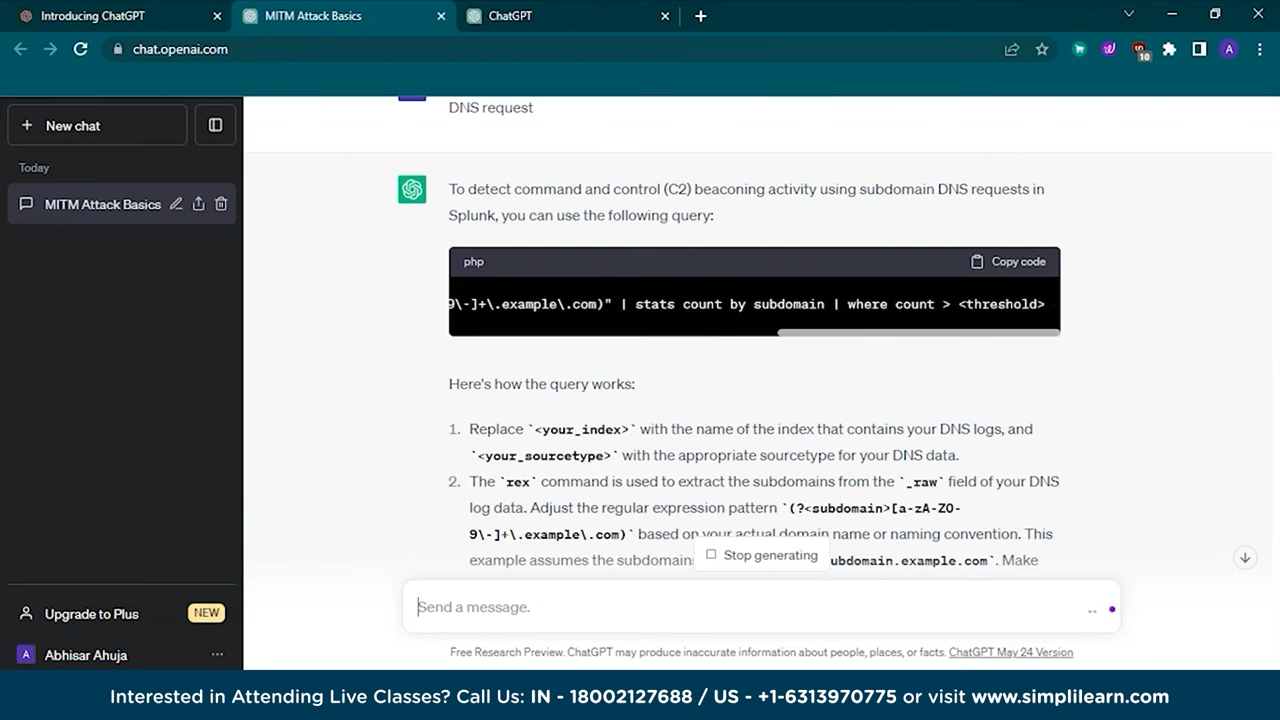 Introducing ChatGPT
MITM Attack Basics
ChatGPT
chat.openai.com
10
A
New chat
Today
MITM Attack Basics
DNS request
To detect command and control (C2) beaconing activity using subdomain DNS requests in
Splunk, you can use the following query:
php
Copy code
9\-]+\.example\.com)" | stats count by subdomain | where count > <threshold>
Here's how the query works:
1. Replace `<your_index>` with the name of the index that contains your DNS logs, and
`<your_sourcetype>` with the appropriate sourcetype for your DNS data.
2. The `rex` command is used to extract the subdomains from the `_raw` field of your DNS
log data. Adjust the regular expression pattern `(?<subdomain>[a-zA-Z0-
9\-]+\.example\.com)` based on your actual domain name or naming convention. This
example assumes the subdomains ubdomain.example.com`. Make
Stop generating
Send a message.
Free Research Preview. ChatGPT may produce inaccurate information about people, places, or facts. ChatGPT May 24 Version
Upgrade to Plus
NEW
A
Abhisar Ahuja
Interested in Attending Live Classes? Call Us: IN - 18002127688 / US - +1-6313970775 or visit www.simplilearn.com